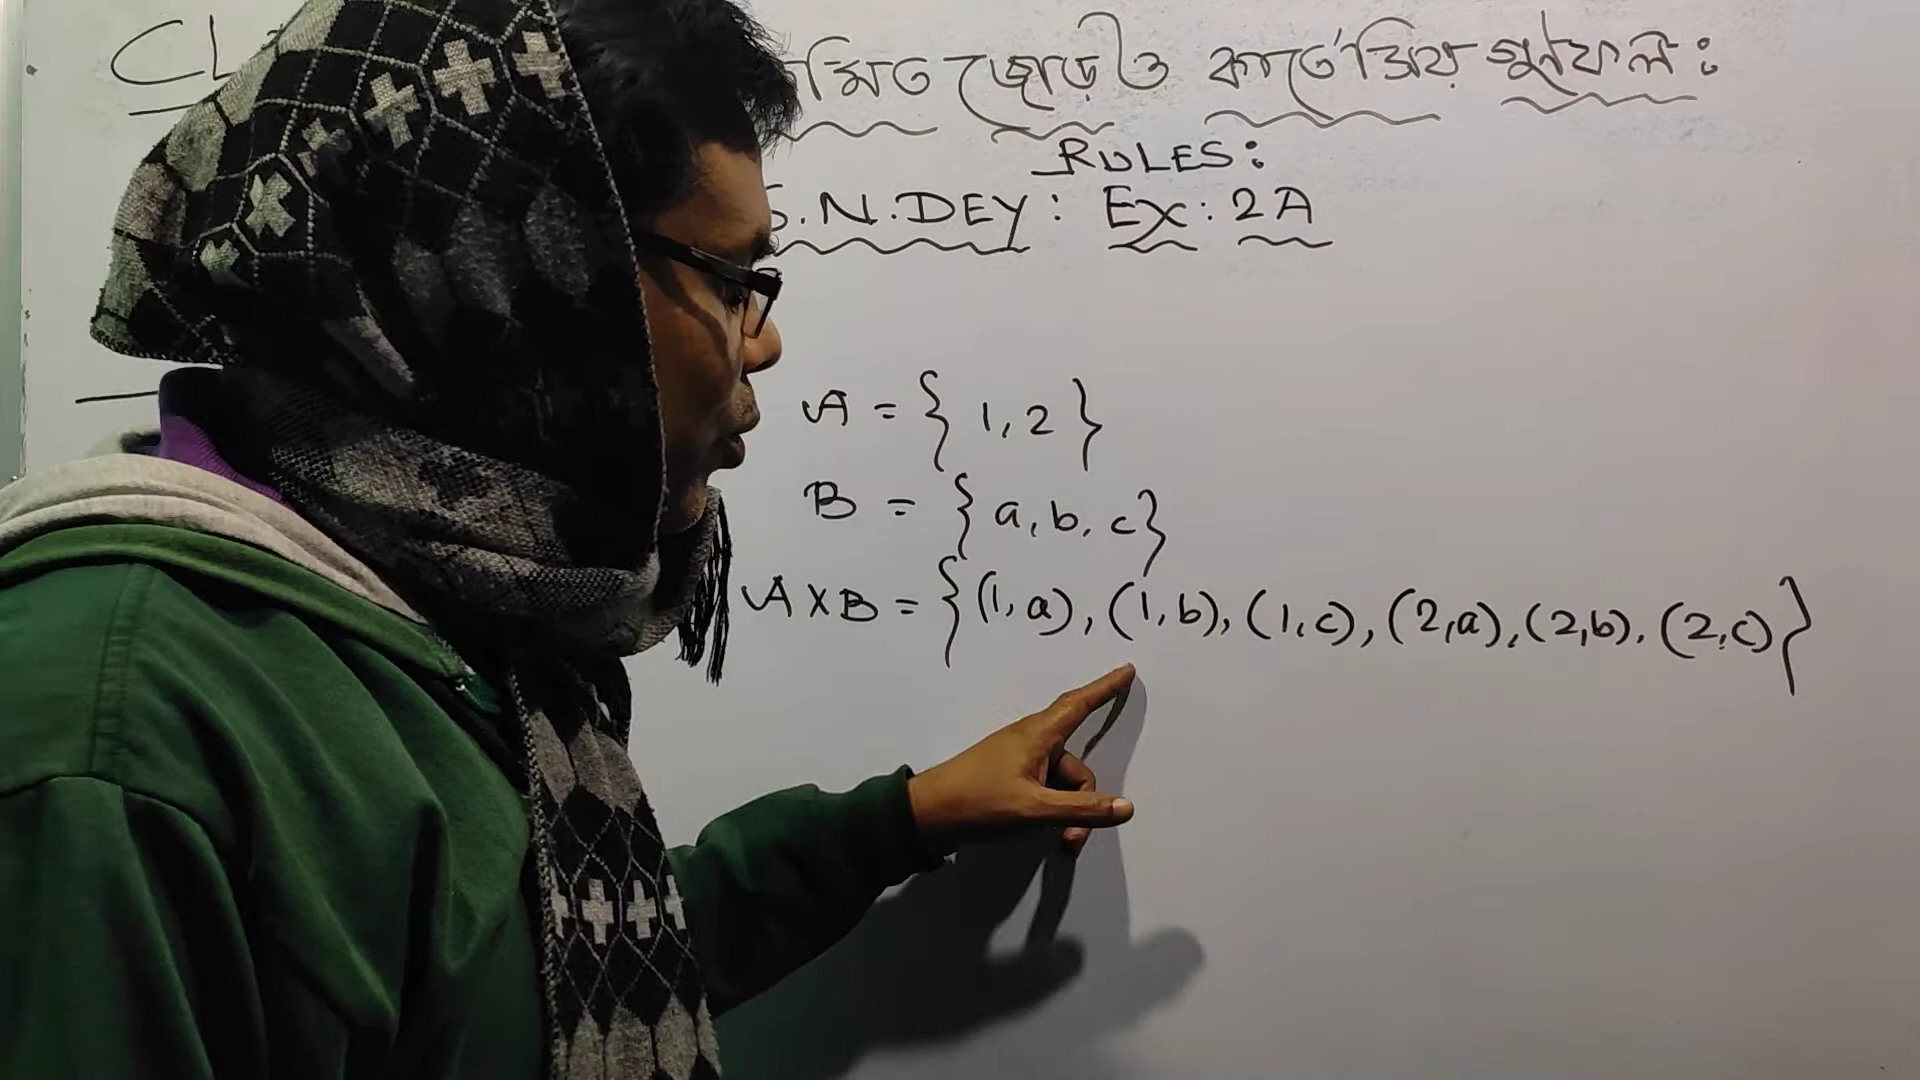 CL
জোড় ও কার্তেজিয় গুণফল :
RULES :
S.N.DEY : Ex : 2A
A = { 1, 2 }
B = { a, b, c }
A X B = { (1, a), (1, b), (1, c), (2, a), (2, b), (2, c) }